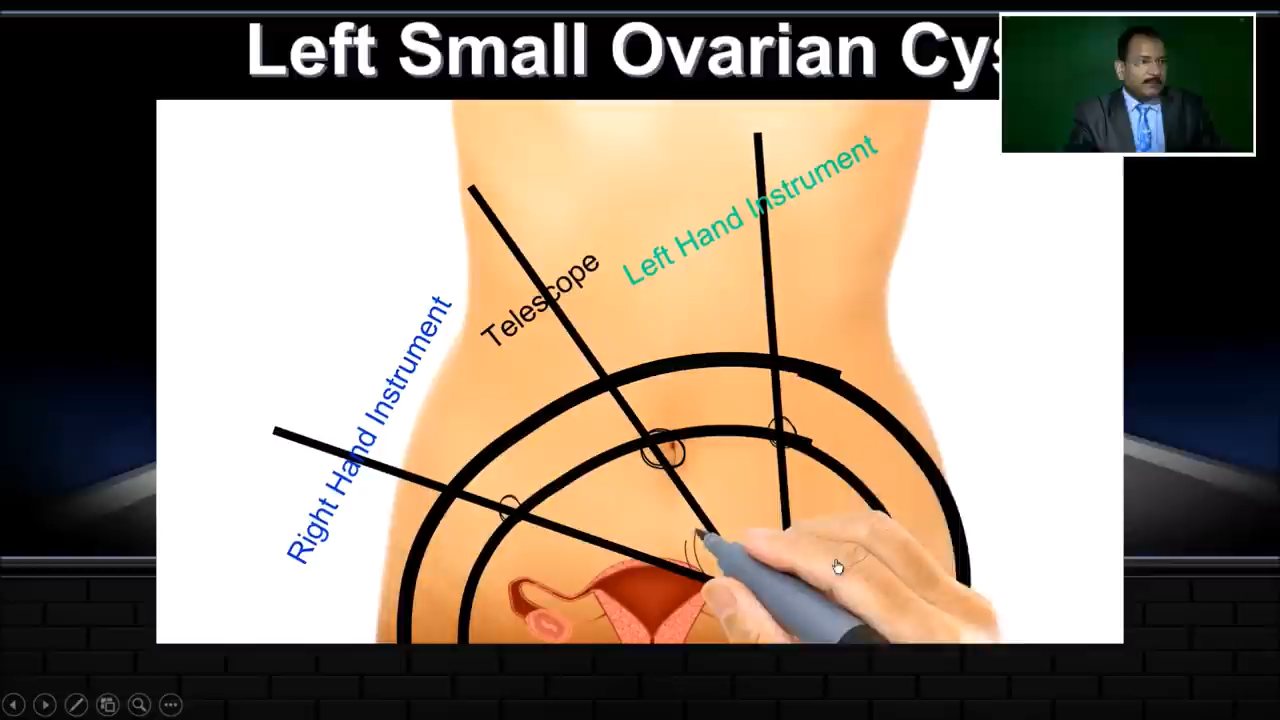 Left Small Ovarian Cys
Left Hand Instrument
Telescope
Right Hand Instrument